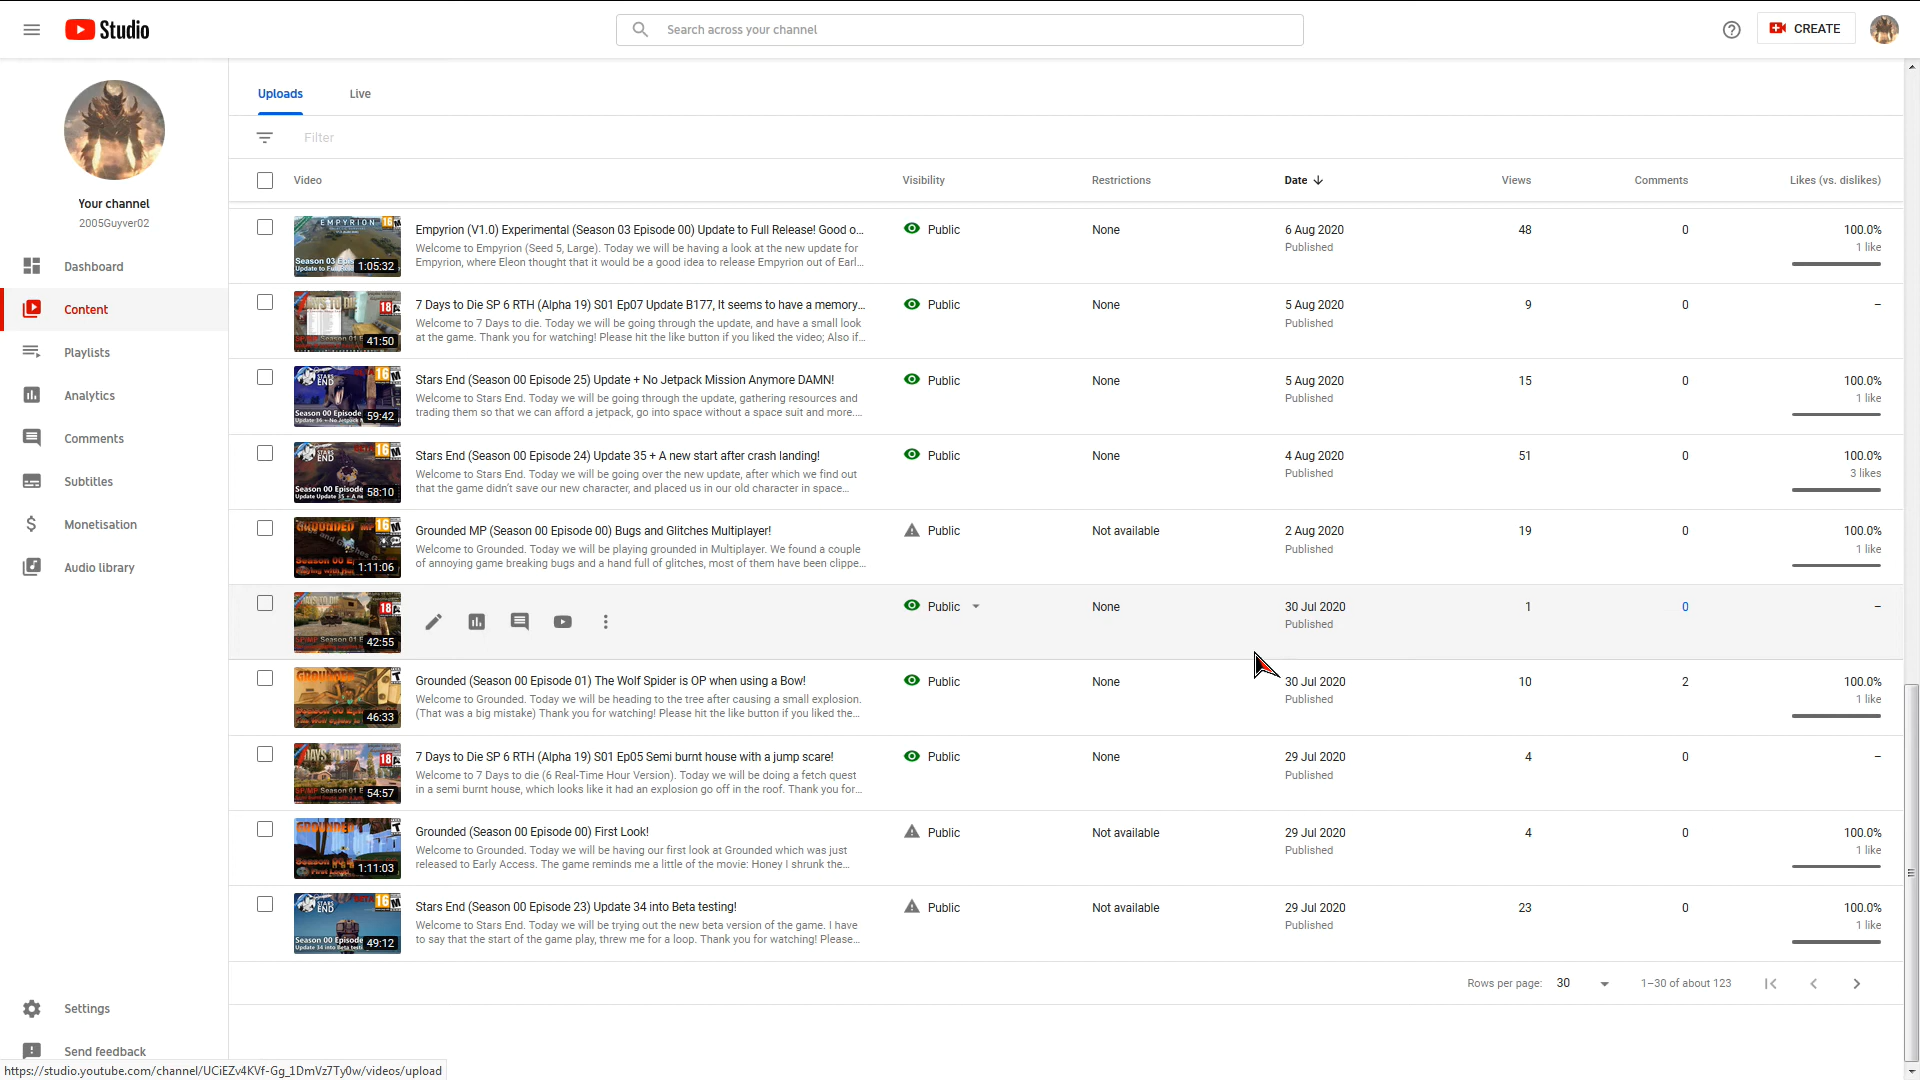 Studio
Search across your channel
CREATE
Your channel
2005Guyver02
Dashboard
Content
Playlists
Analytics
Comments
Subtitles
Monetisation
Audio library
Settings
Send feedback
Uploads
Live
Filter
Video
Visibility
Restrictions
Date
Views
Comments
Likes (vs. dislikes)
EMPYRION
1:05:32
Empyrion (V1.0) Experimental (Season 03 Episode 00) Update to Full Release! Good o...
Welcome to Empyrion (Seed 5, Large). Today we will be having a look at the new update for
Empyrion, where Eleon thought that it would be a good idea to release Empyrion out of Earl...
Public
None
6 Aug 2020
Published
48
0
100.0%
1 like
18
41:50
7 Days to Die SP 6 RTH (Alpha 19) S01 Ep07 Update B177, It seems to have a memory...
Welcome to 7 Days to die. Today we will be going through the update, and have a small look
at the game. Thank you for watching! Please hit the like button if you liked the video; Also if...
Public
None
5 Aug 2020
Published
9
0
–
STARS END
16
Season 00 Episode
59:42
Stars End (Season 00 Episode 25) Update + No Jetpack Mission Anymore DAMN!
Welcome to Stars End. Today we will be going through the update, gathering resources and
trading them so that we can afford a jetpack, go into space without a space suit and more....
Public
None
5 Aug 2020
Published
15
0
100.0%
1 like
STARS END
16
Season 00 Episode
58:10
Stars End (Season 00 Episode 24) Update 35 + A new start after crash landing!
Welcome to Stars End. Today we will be going over the new update, after which we find out
that the game didn't save our new character, and placed us in our old character in space...
Public
None
4 Aug 2020
Published
51
0
100.0%
3 likes
GROUNDED MP
16
1:11:06
Grounded MP (Season 00 Episode 00) Bugs and Glitches Multiplayer!
Welcome to Grounded. Today we will be playing grounded in Multiplayer. We found a couple
of annoying game breaking bugs and a hand full of glitches, most of them have been clippe...
Public
Not available
2 Aug 2020
Published
19
0
100.0%
1 like
18
42:55
Public
None
30 Jul 2020
Published
1
0
–
GROUNDED
46:33
Grounded (Season 00 Episode 01) The Wolf Spider is OP when using a Bow!
Welcome to Grounded. Today we will be heading to the tree after causing a small explosion.
(That was a big mistake) Thank you for watching! Please hit the like button if you liked the...
Public
None
30 Jul 2020
Published
10
2
100.0%
1 like
18
54:57
7 Days to Die SP 6 RTH (Alpha 19) S01 Ep05 Semi burnt house with a jump scare!
Welcome to 7 Days to die (6 Real-Time Hour Version). Today we will be doing a fetch quest
in a semi burnt house, which looks like it had an explosion go off in the roof. Thank you for...
Public
None
29 Jul 2020
Published
4
0
–
GROUNDED
1:11:03
Grounded (Season 00 Episode 00) First Look!
Welcome to Grounded. Today we will be having our first look at Grounded which was just
released to Early Access. The game reminds me a little of the movie: Honey I shrunk the...
Public
Not available
29 Jul 2020
Published
4
0
100.0%
1 like
STARS END
16
Season 00 Episode
49:12
Stars End (Season 00 Episode 23) Update 34 into Beta testing!
Welcome to Stars End. Today we will be trying out the new beta version of the game. I have
to say that the start of the game play, threw me for a loop. Thank you for watching! Please...
Public
Not available
29 Jul 2020
Published
23
0
100.0%
1 like
Rows per page: 30
1–30 of about 123
https://studio.youtube.com/channel/UCiEZv4KVf-Gg_1DmVz7Ty0w/videos/upload